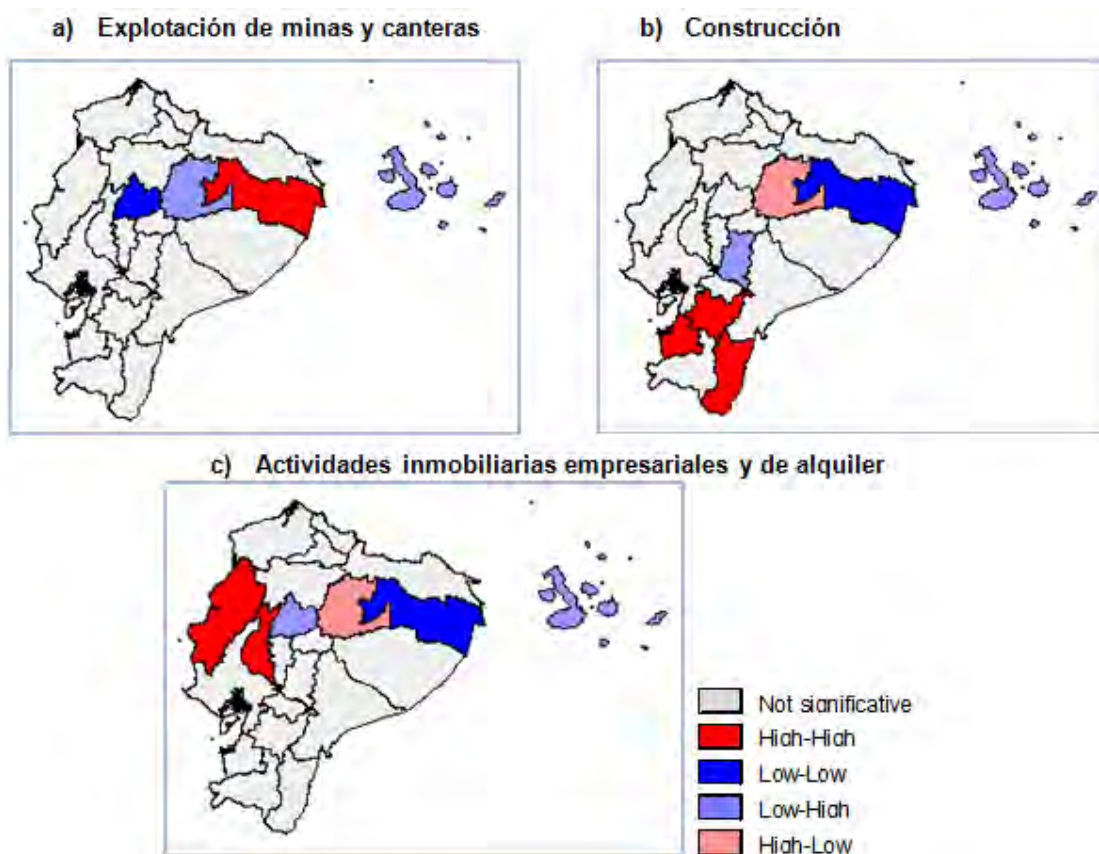 a) Explotación de minas y canteras
b) Construcción
c) Actividades inmobiliarias empresariales y de alquiler
Not significative
High-High
Low-Low
Low-High
High-Low